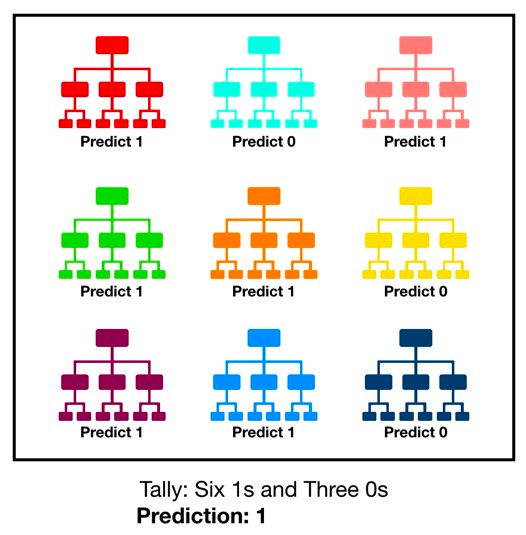 Predict 1 Predict 0 Predict 1
Predict 1 Predict 1 Predict 0
Predict 1 Predict 1 Predict 0
Tally: Six 1s and Three 0s
Prediction: 1